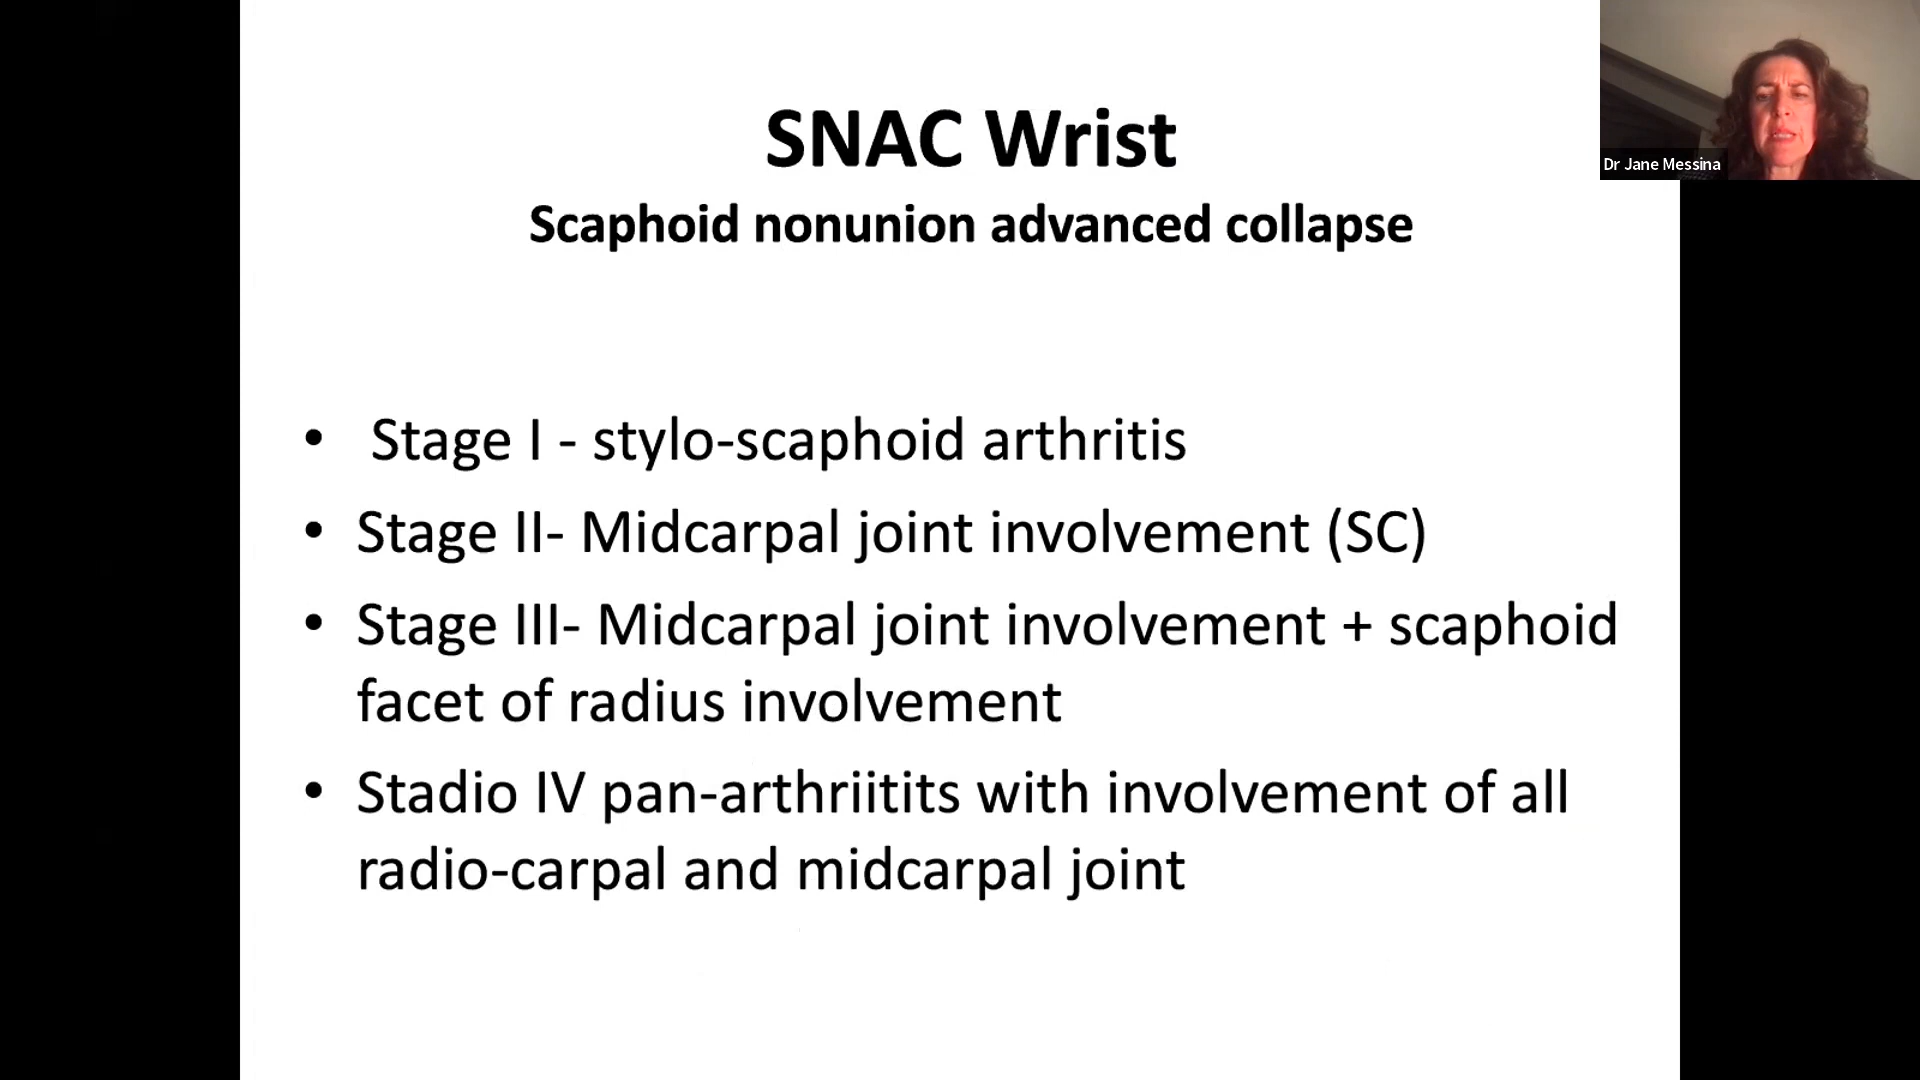 SNAC Wrist
Scaphoid nonunion advanced collapse
Dr Jane Messina
• Stage I - stylo-scaphoid arthritis
• Stage II- Midcarpal joint involvement (SC)
• Stage III- Midcarpal joint involvement + scaphoid
facet of radius involvement
• Stadio IV pan-arthriitits with involvement of all
radio-carpal and midcarpal joint